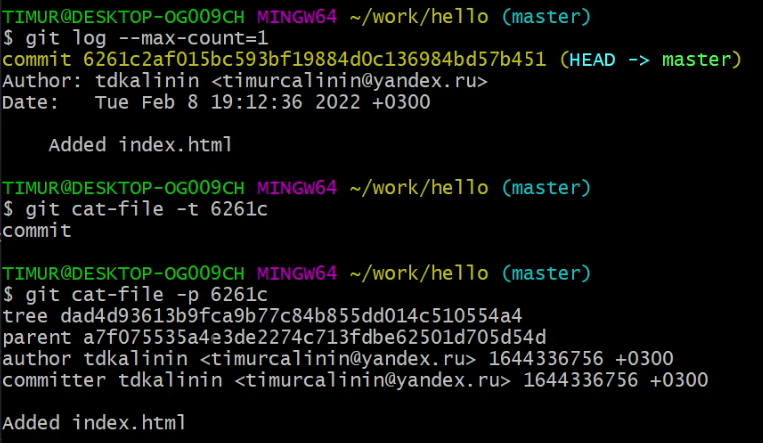 TIMUR@DESKTOP-OG009CH MINGW64 ~/work/hello (master)
$ git log --max-count=1
commit 6261c2af015bc593bf19884d0c136984bd57b451 (HEAD -> master)
Author: tdkalinin <timurcalinin@yandex.ru>
Date:   Tue Feb 8 19:12:36 2022 +0300
    Added index.html
TIMUR@DESKTOP-OG009CH MINGW64 ~/work/hello (master)
$ git cat-file -t 6261c
commit
TIMUR@DESKTOP-OG009CH MINGW64 ~/work/hello (master)
$ git cat-file -p 6261c
tree dad4d93613b9fca9b77c84b855dd014c510554a4
parent a7f075535a4e3de2274c713fdbe62501d705d54d
author tdkalinin <timurcalinin@yandex.ru> 1644336756 +0300
committer tdkalinin <timurcalinin@yandex.ru> 1644336756 +0300
Added index.html